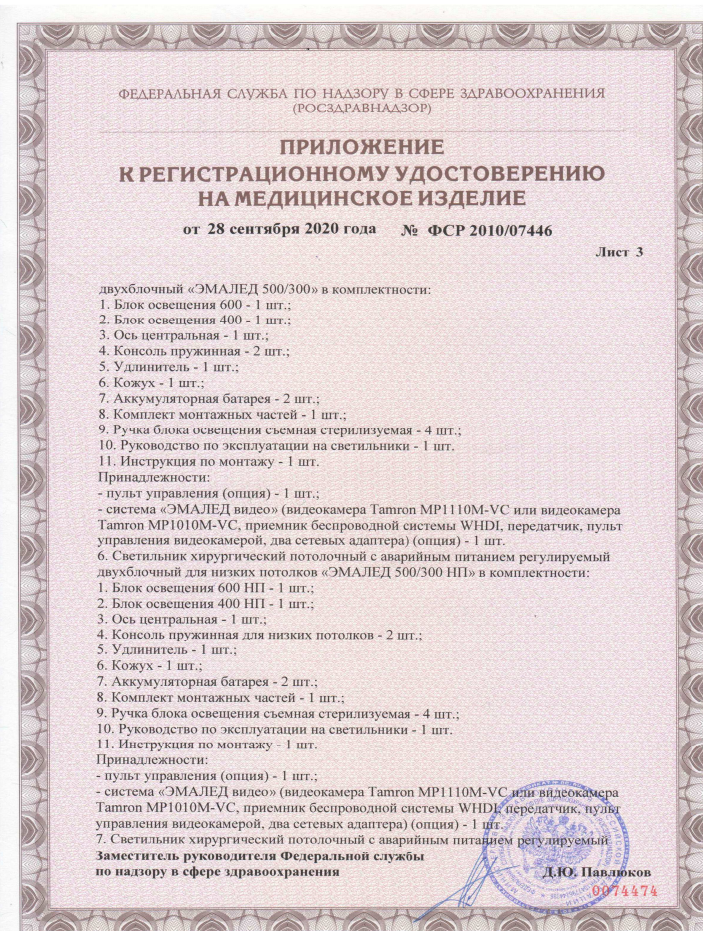 ФЕДЕРАЛЬНАЯ СЛУЖБА ПО НАДЗОРУ В СФЕРЕ ЗДРАВООХРАНЕНИЯ
(РОСЗДРАВНАДЗОР)
ПРИЛОЖЕНИЕ
К РЕГИСТРАЦИОННОМУ УДОСТОВЕРЕНИЮ
НА МЕДИЦИНСКОЕ ИЗДЕЛИЕ
от 28 сентября 2020 года № ФСР 2010/07446
Лист 3
двухблочный «ЭМАЛЕД 500/300» в комплектности:
1. Блок освещения 600 - 1 шт.;
2. Блок освещения 400 - 1 шт.;
3. Ось центральная - 1 шт.;
4. Консоль пружинная - 2 шт.;
5. Удлинитель - 1 шт.;
6. Кожух - 1 шт.;
7. Аккумуляторная батарея - 2 шт.;
8. Комплект монтажных частей - 1 шт.;
9. Ручка блока освещения съемная стерилизуемая - 4 шт.;
10. Руководство по эксплуатации на светильники - 1 шт.
11. Инструкция по монтажу - 1 шт.
Принадлежности:
- пульт управления (опция) - 1 шт.;
- система «ЭМАЛЕД видео» (видеокамера Tamron MP1110M-VC или видеокамера
Tamron MP1010M-VC, приемник беспроводной системы WHDI, передатчик, пульт
управления видеокамерой, два сетевых адаптера) (опция) - 1 шт.
6. Светильник хирургический потолочный с аварийным питанием регулируемый
двухблочный для низких потолков «ЭМАЛЕД 500/300 НП» в комплектности:
1. Блок освещения 600 НП - 1 шт.;
2. Блок освещения 400 НП - 1 шт.;
3. Ось центральная - 1 шт.;
4. Консоль пружинная для низких потолков - 2 шт.;
5. Удлинитель - 1 шт.;
6. Кожух - 1 шт.;
7. Аккумуляторная батарея - 2 шт.;
8. Комплект монтажных частей - 1 шт.;
9. Ручка блока освещения съемная стерилизуемая - 4 шт.;
10. Руководство по эксплуатации на светильники - 1 шт.
11. Инструкция по монтажу - 1 шт.
Принадлежности:
- пульт управления (опция) - 1 шт.;
- система «ЭМАЛЕД видео» (видеокамера Tamron MP1110M-VC или видеокамера
Tamron MP1010M-VC, приемник беспроводной системы WHDI, передатчик, пульт
управления видеокамерой, два сетевых адаптера) (опция) - 1 шт.
7. Светильник хирургический потолочный с аварийным питанием регулируемый
Заместитель руководителя Федеральной службы
по надзору в сфере здравоохранения Д.Ю. Павлюков
0074474